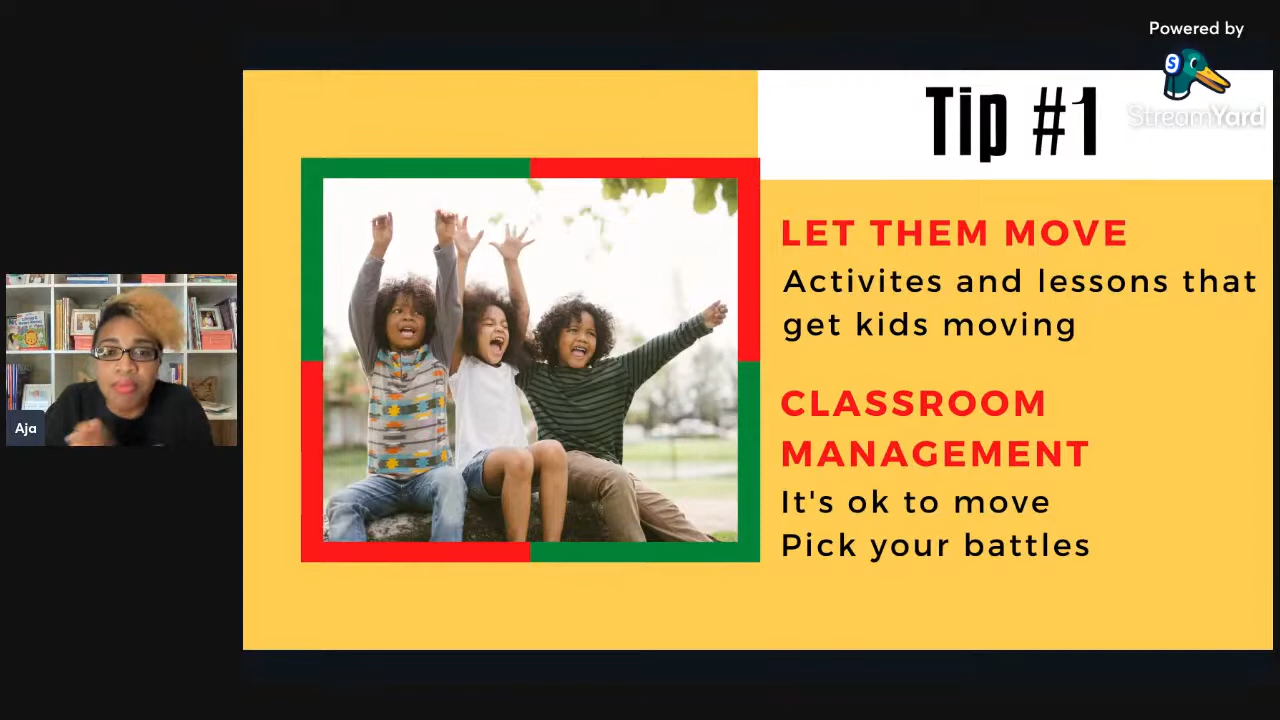 Powered by
S
StreamYard
Tip #1
LET THEM MOVE
Activites and lessons that
get kids moving
CLASSROOM
MANAGEMENT
It's ok to move
Pick your battles
Aja